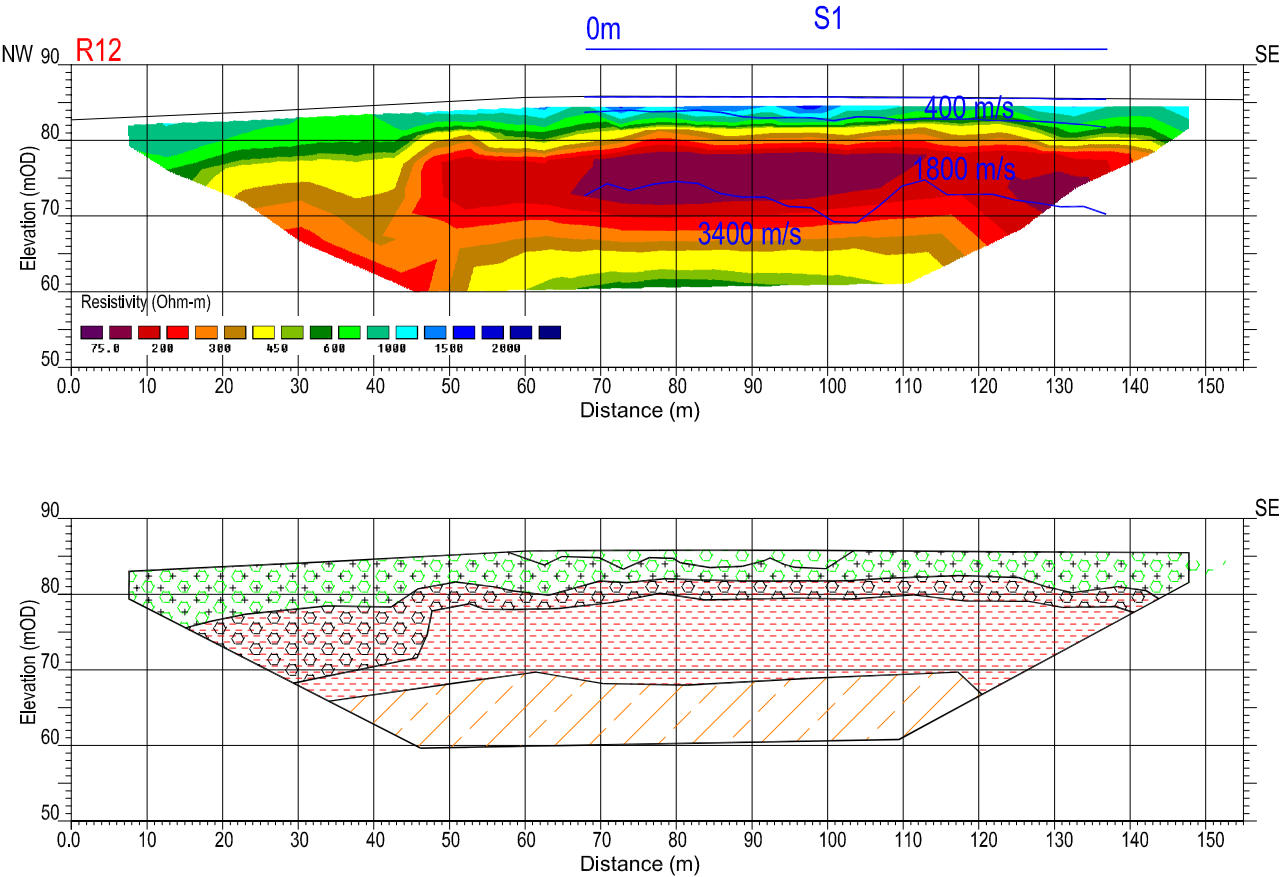 S1
0m
NW 90 R12 SE
400 m/s
80
1800 m/s
70
3400 m/s
60
Elevation (mOD)
Resistivity (Ohm-m)
75.0 200 300 450 600 1000 1500 2000
50
0.0 10 20 30 40 50 60 70 80 90 100 110 120 130 140 150
Distance (m)
90 SE
80
70
60
50
Elevation (mOD)
0.0 10 20 30 40 50 60 70 80 90 100 110 120 130 140 150
Distance (m)